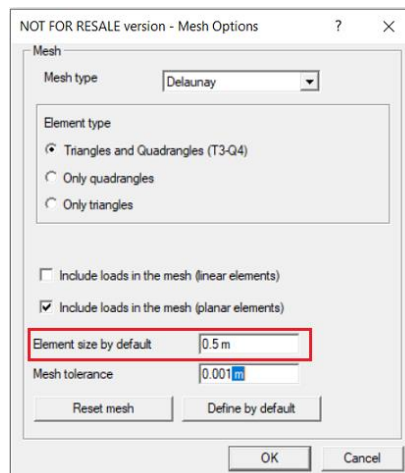 NOT FOR RESALE version - Mesh Options ? ×
Mesh
Mesh type Delaunay
Element type
Triangles and Quadrangles (T3-Q4)
Only quadrangles
Only triangles
Include loads in the mesh (linear elements)
Include loads in the mesh (planar elements)
Element size by default 0.5 m
Mesh tolerance 0.001 m
Reset mesh Define by default
OK Cancel